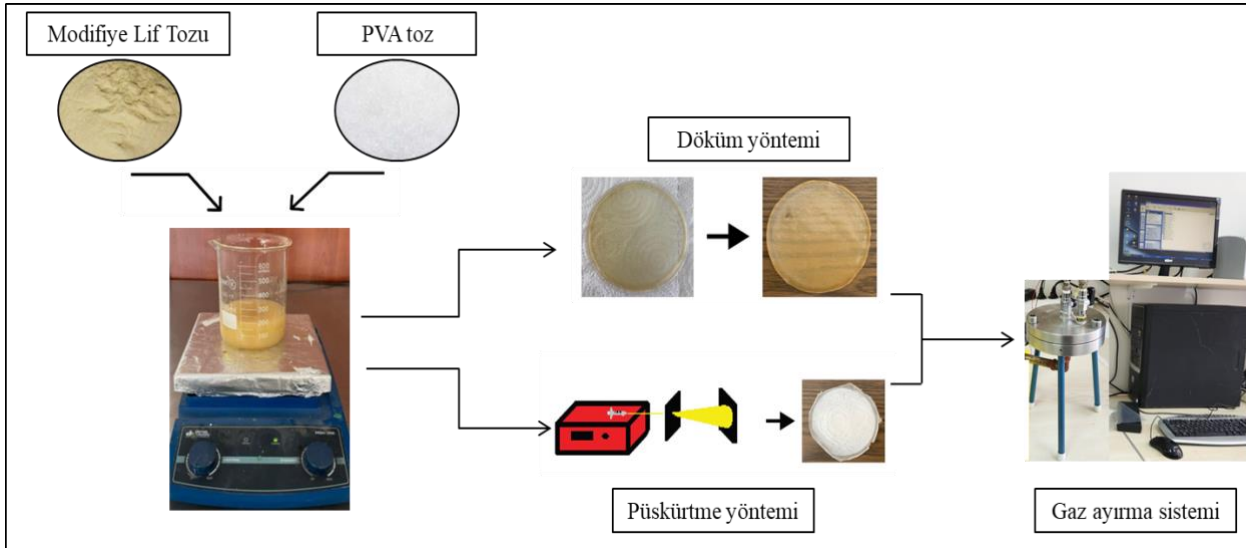 Modifiye Lif Tozu
PVA toz
Döküm yöntemi
Püskürtme yöntemi
Gaz ayırma sistemi